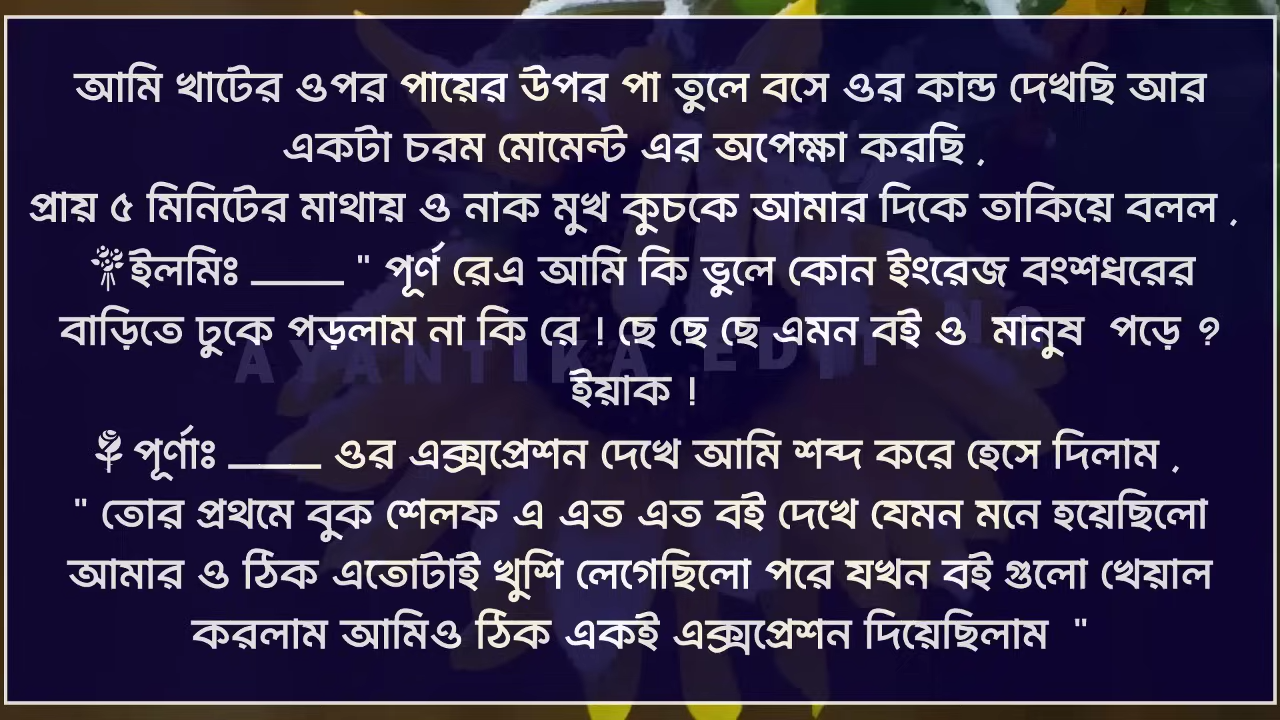 আমি খাটের ওপর পায়ের উপর পা তুলে বসে ওর কান্ড দেখছি আর
একটা চরম মোমেন্ট এর অপেক্ষা করছি ,
প্রায় ৫ মিনিটের মাথায় ও নাক মুখ কুচকে আমার দিকে তাকিয়ে বলল ,
ইলমিঃ _____ " পূর্ণ রেএ আমি কি ভুলে কোন ইংরেজ বংশধরের
বাড়িতে ঢুকে পড়লাম না কি রে ! ছে ছে ছে এমন বই ও মানুষ পড়ে ?
AYANTIKA EDIT
ইয়াক !
পূর্ণাঃ _____ ওর এক্সপ্রেশন দেখে আমি শব্দ করে হেসে দিলাম ,
" তোর প্রথমে বুক শেলফ এ এত এত বই দেখে যেমন মনে হয়েছিলো
আমার ও ঠিক এতোটাই খুশি লেগেছিলো পরে যখন বই গুলো খেয়াল
করলাম আমিও ঠিক একই এক্সপ্রেশন দিয়েছিলাম "